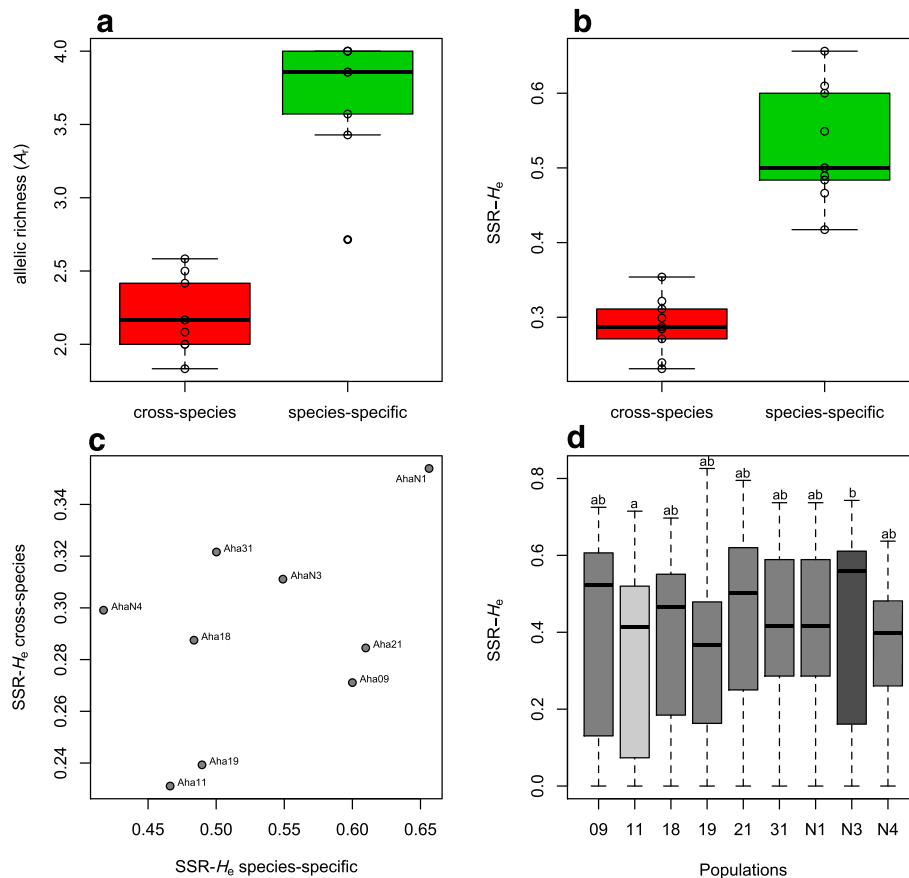 a
allelic richness (Ar)
4.0
3.5
3.0
2.5
2.0
cross-species
species-specific
b
SSR−He
0.6
0.5
0.4
0.3
cross-species
species-specific
c
SSR-He cross-species
0.34
0.32
0.30
0.28
0.26
0.24
AhaN1
Aha31
AhaN3
AhaN4
Aha18
Aha21
Aha09
Aha19
Aha11
0.45 0.50 0.55 0.60 0.65
SSR-He species-specific
d
SSR−He
0.8
0.6
0.4
0.2
0.0
ab a ab ab ab ab ab b ab
09 11 18 19 21 31 N1 N3 N4
Populations